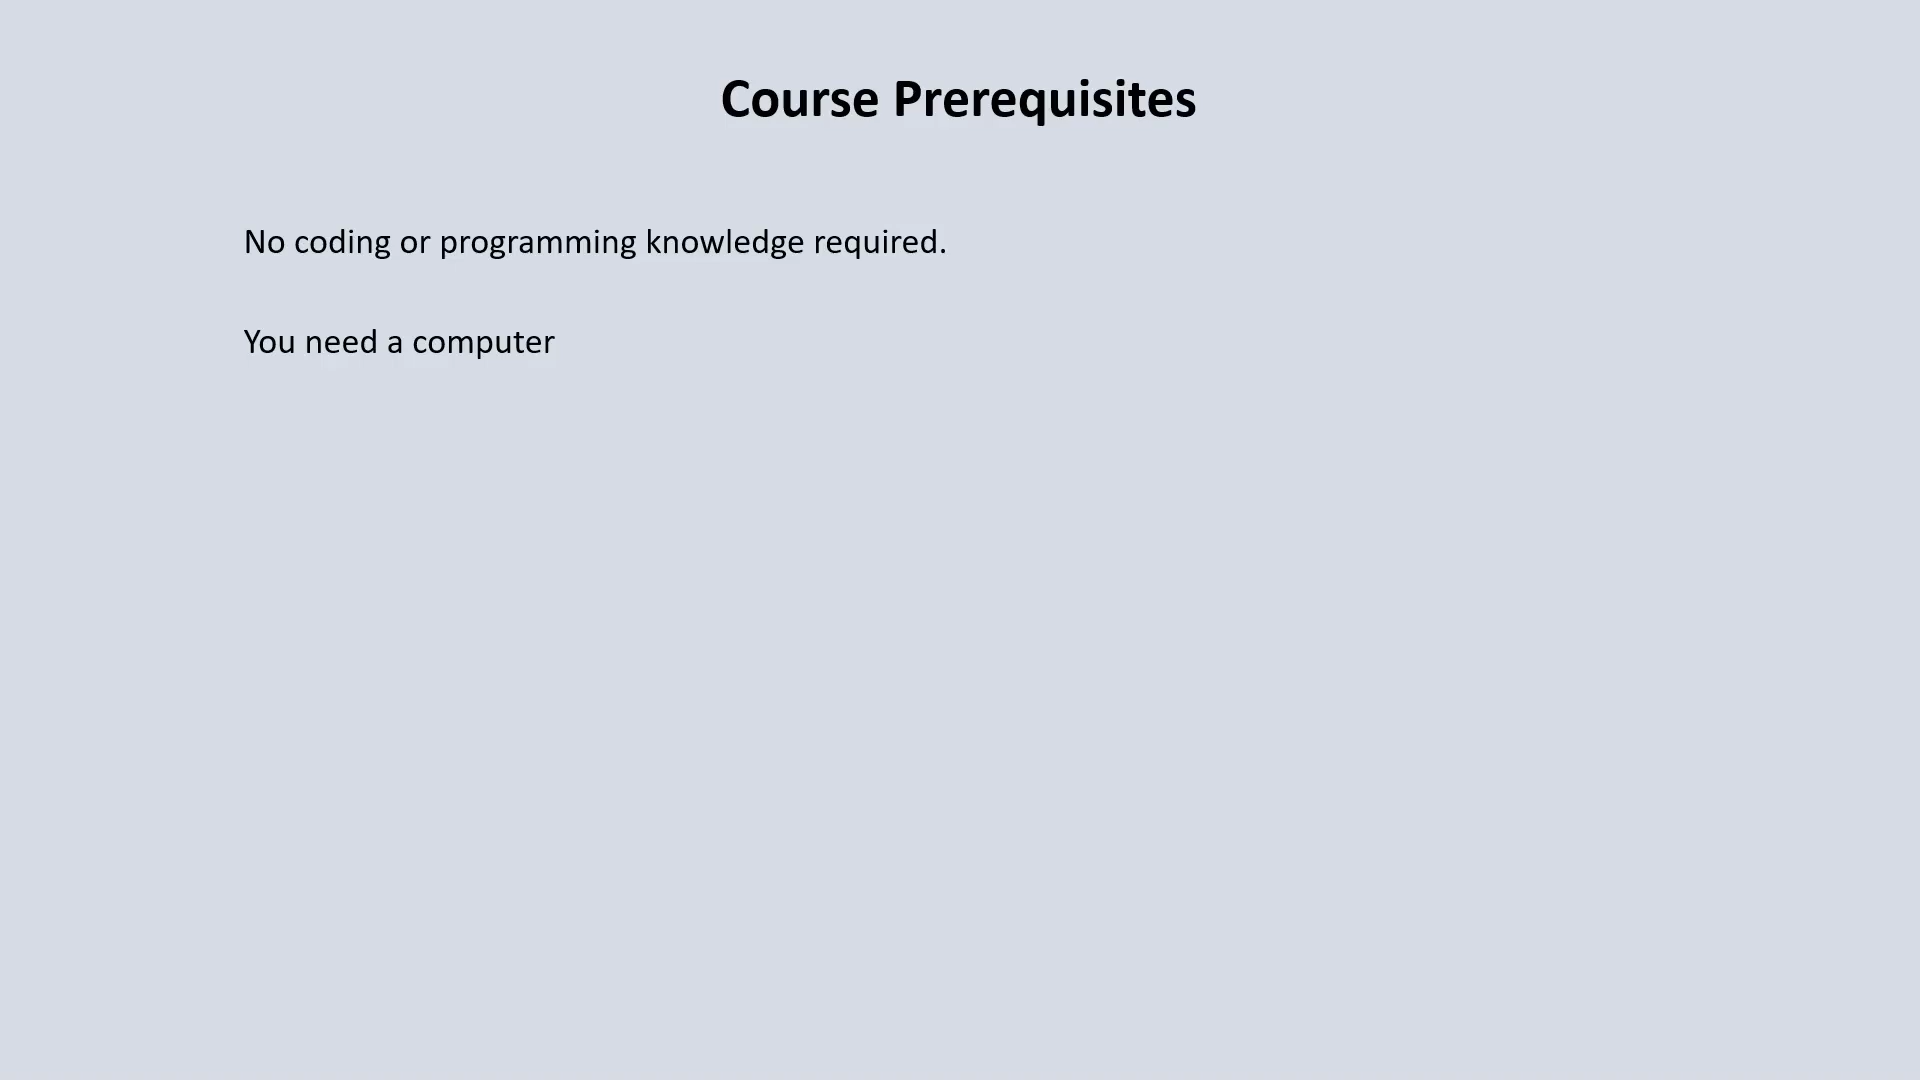 Course Prerequisites
No coding or programming knowledge required.
You need a computer